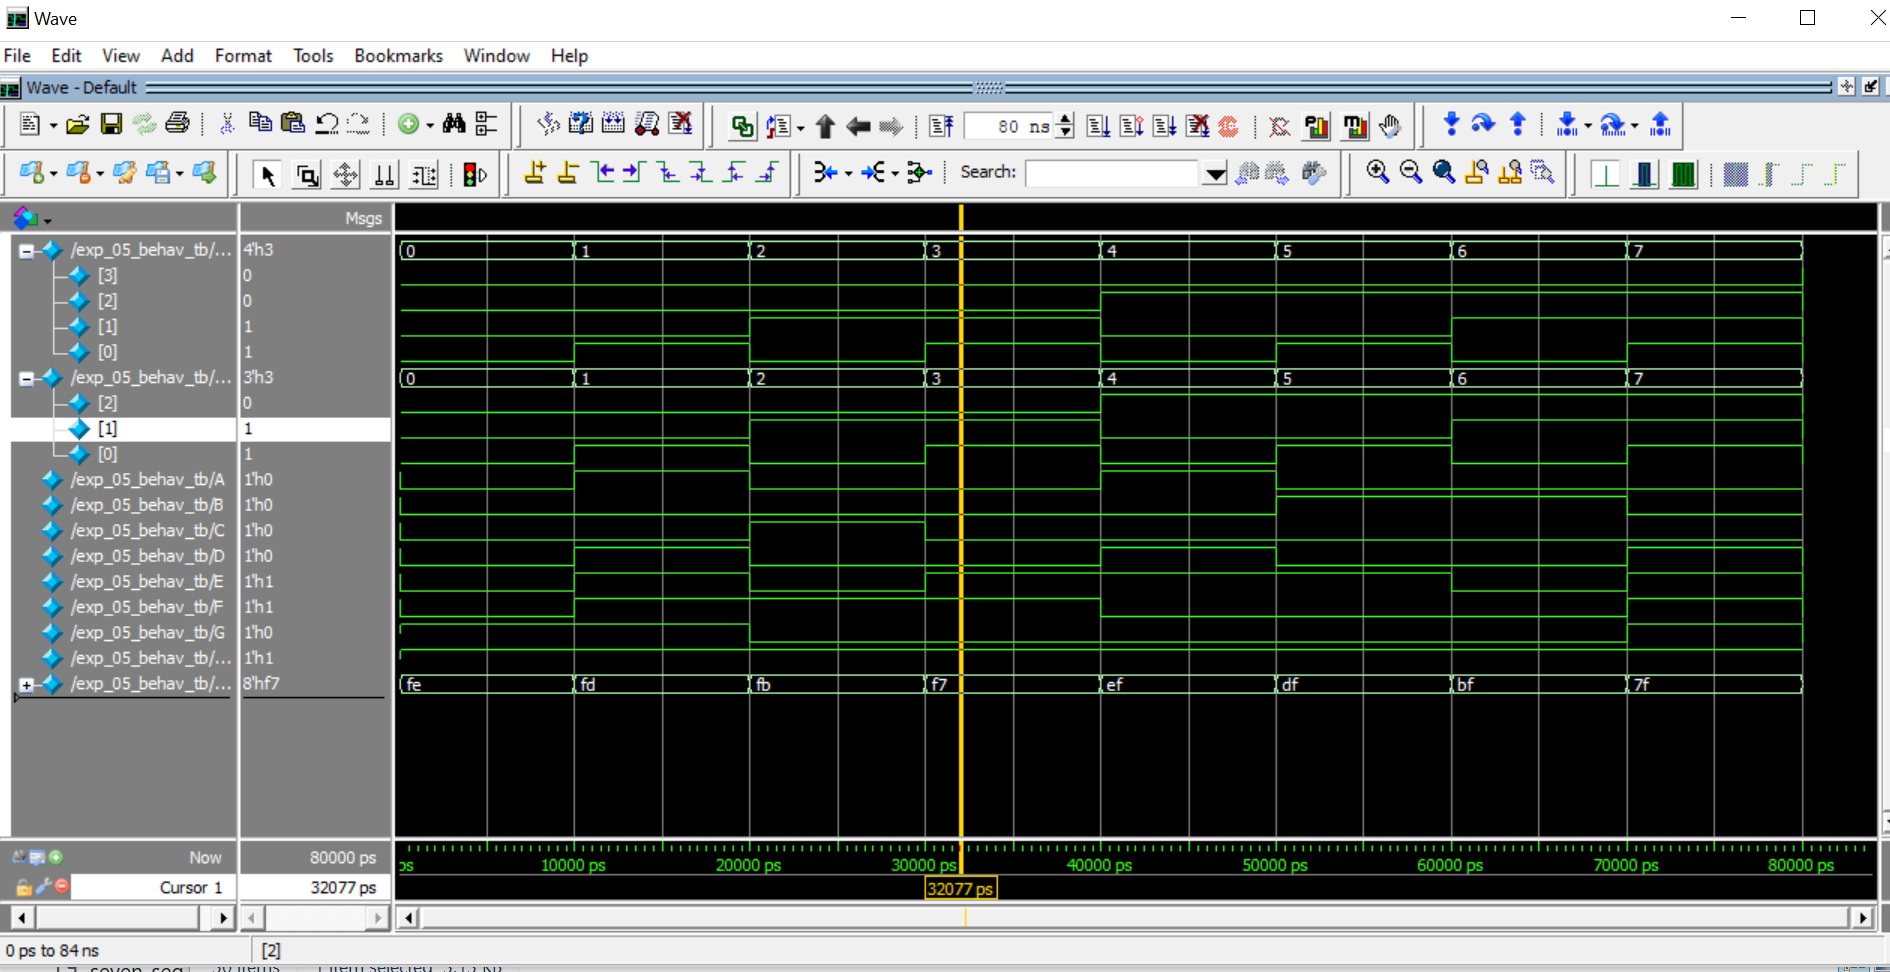 Wave
File Edit View Add Format Tools Bookmarks Window Help
Wave - Default
80 ns
Search:
Msgs
/exp_05_behav_tb/... 4'h3 0 1 2 3 4 5 6 7
[3] 0
[2] 0
[1] 1
[0] 1
/exp_05_behav_tb/... 3'h3 0 1 2 3 4 5 6 7
[2] 0
[1] 1
[0] 1
/exp_05_behav_tb/A 1'h0
/exp_05_behav_tb/B 1'h0
/exp_05_behav_tb/C 1'h0
/exp_05_behav_tb/D 1'h0
/exp_05_behav_tb/E 1'h1
/exp_05_behav_tb/F 1'h1
/exp_05_behav_tb/G 1'h0
/exp_05_behav_tb/... 1'h1
/exp_05_behav_tb/... 8'hf7 fe fd fb f7 ef df bf 7f
Now 80000 ps ps 10000 ps 20000 ps 30000 ps 40000 ps 50000 ps 60000 ps 70000 ps 80000 ps
Cursor 1 32077 ps 32077 ps
0 ps to 84 ns [2]